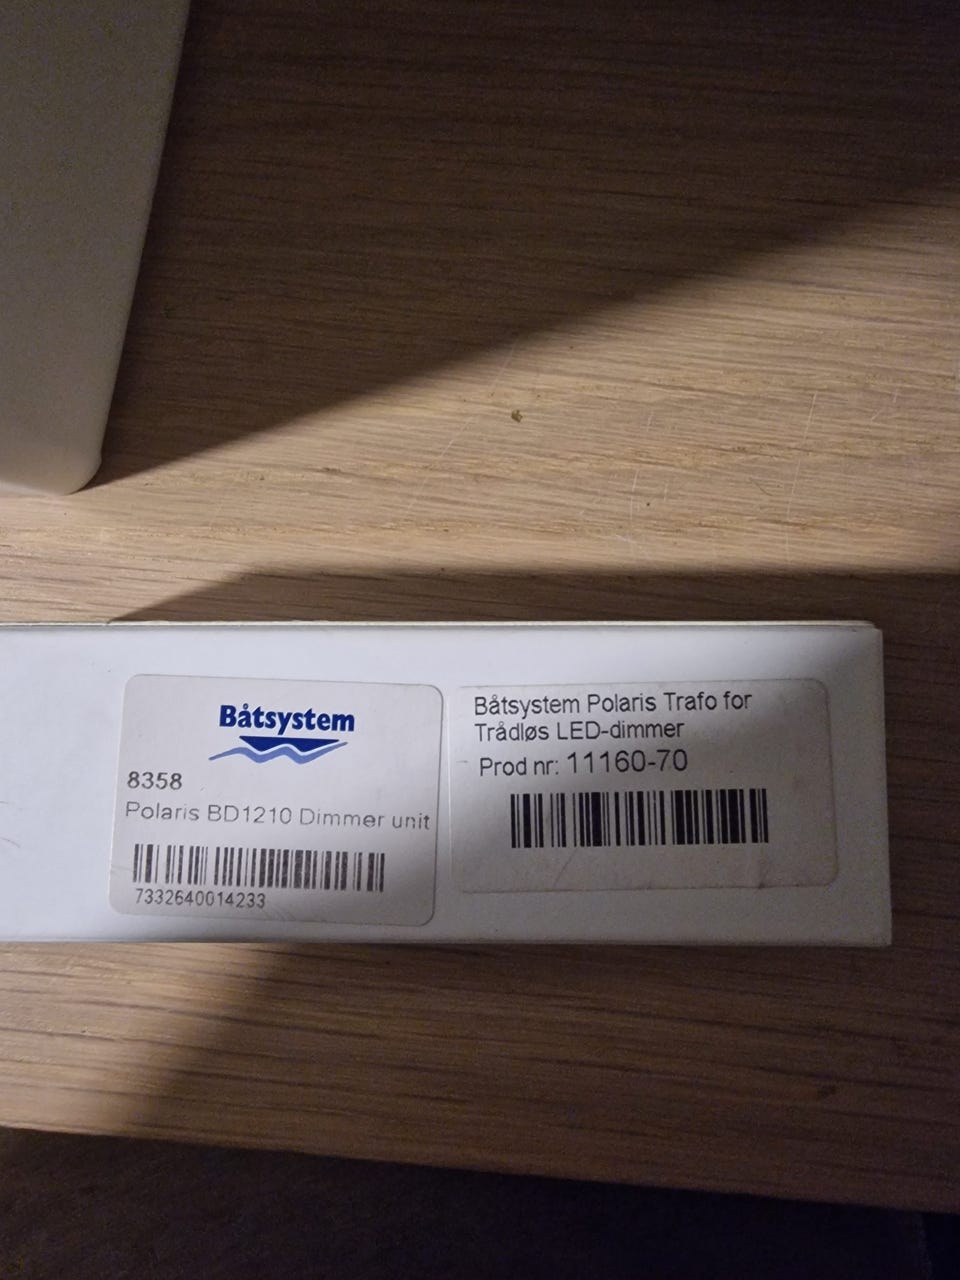 Båtsystem
8358
Polaris BD1210 Dimmer unit
7332640014233
Båtsystem Polaris Trafo for
Trådløs LED-dimmer
Prod nr: 11160-70